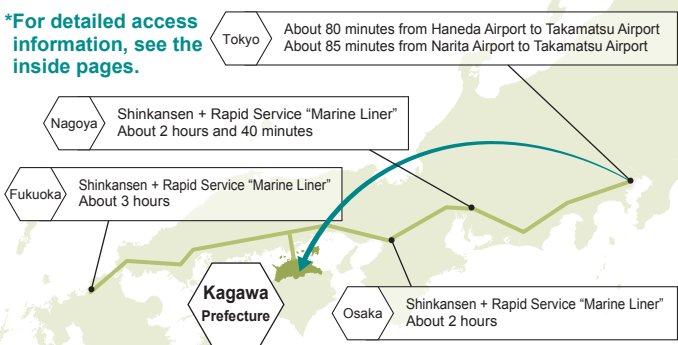 *For detailed access
information, see the
inside pages.
Tokyo
About 80 minutes from Haneda Airport to Takamatsu Airport
About 85 minutes from Narita Airport to Takamatsu Airport
Nagoya
Shinkansen + Rapid Service “Marine Liner”
About 2 hours and 40 minutes
Fukuoka
Shinkansen + Rapid Service “Marine Liner”
About 3 hours
Kagawa
Prefecture
Osaka
Shinkansen + Rapid Service “Marine Liner”
About 2 hours